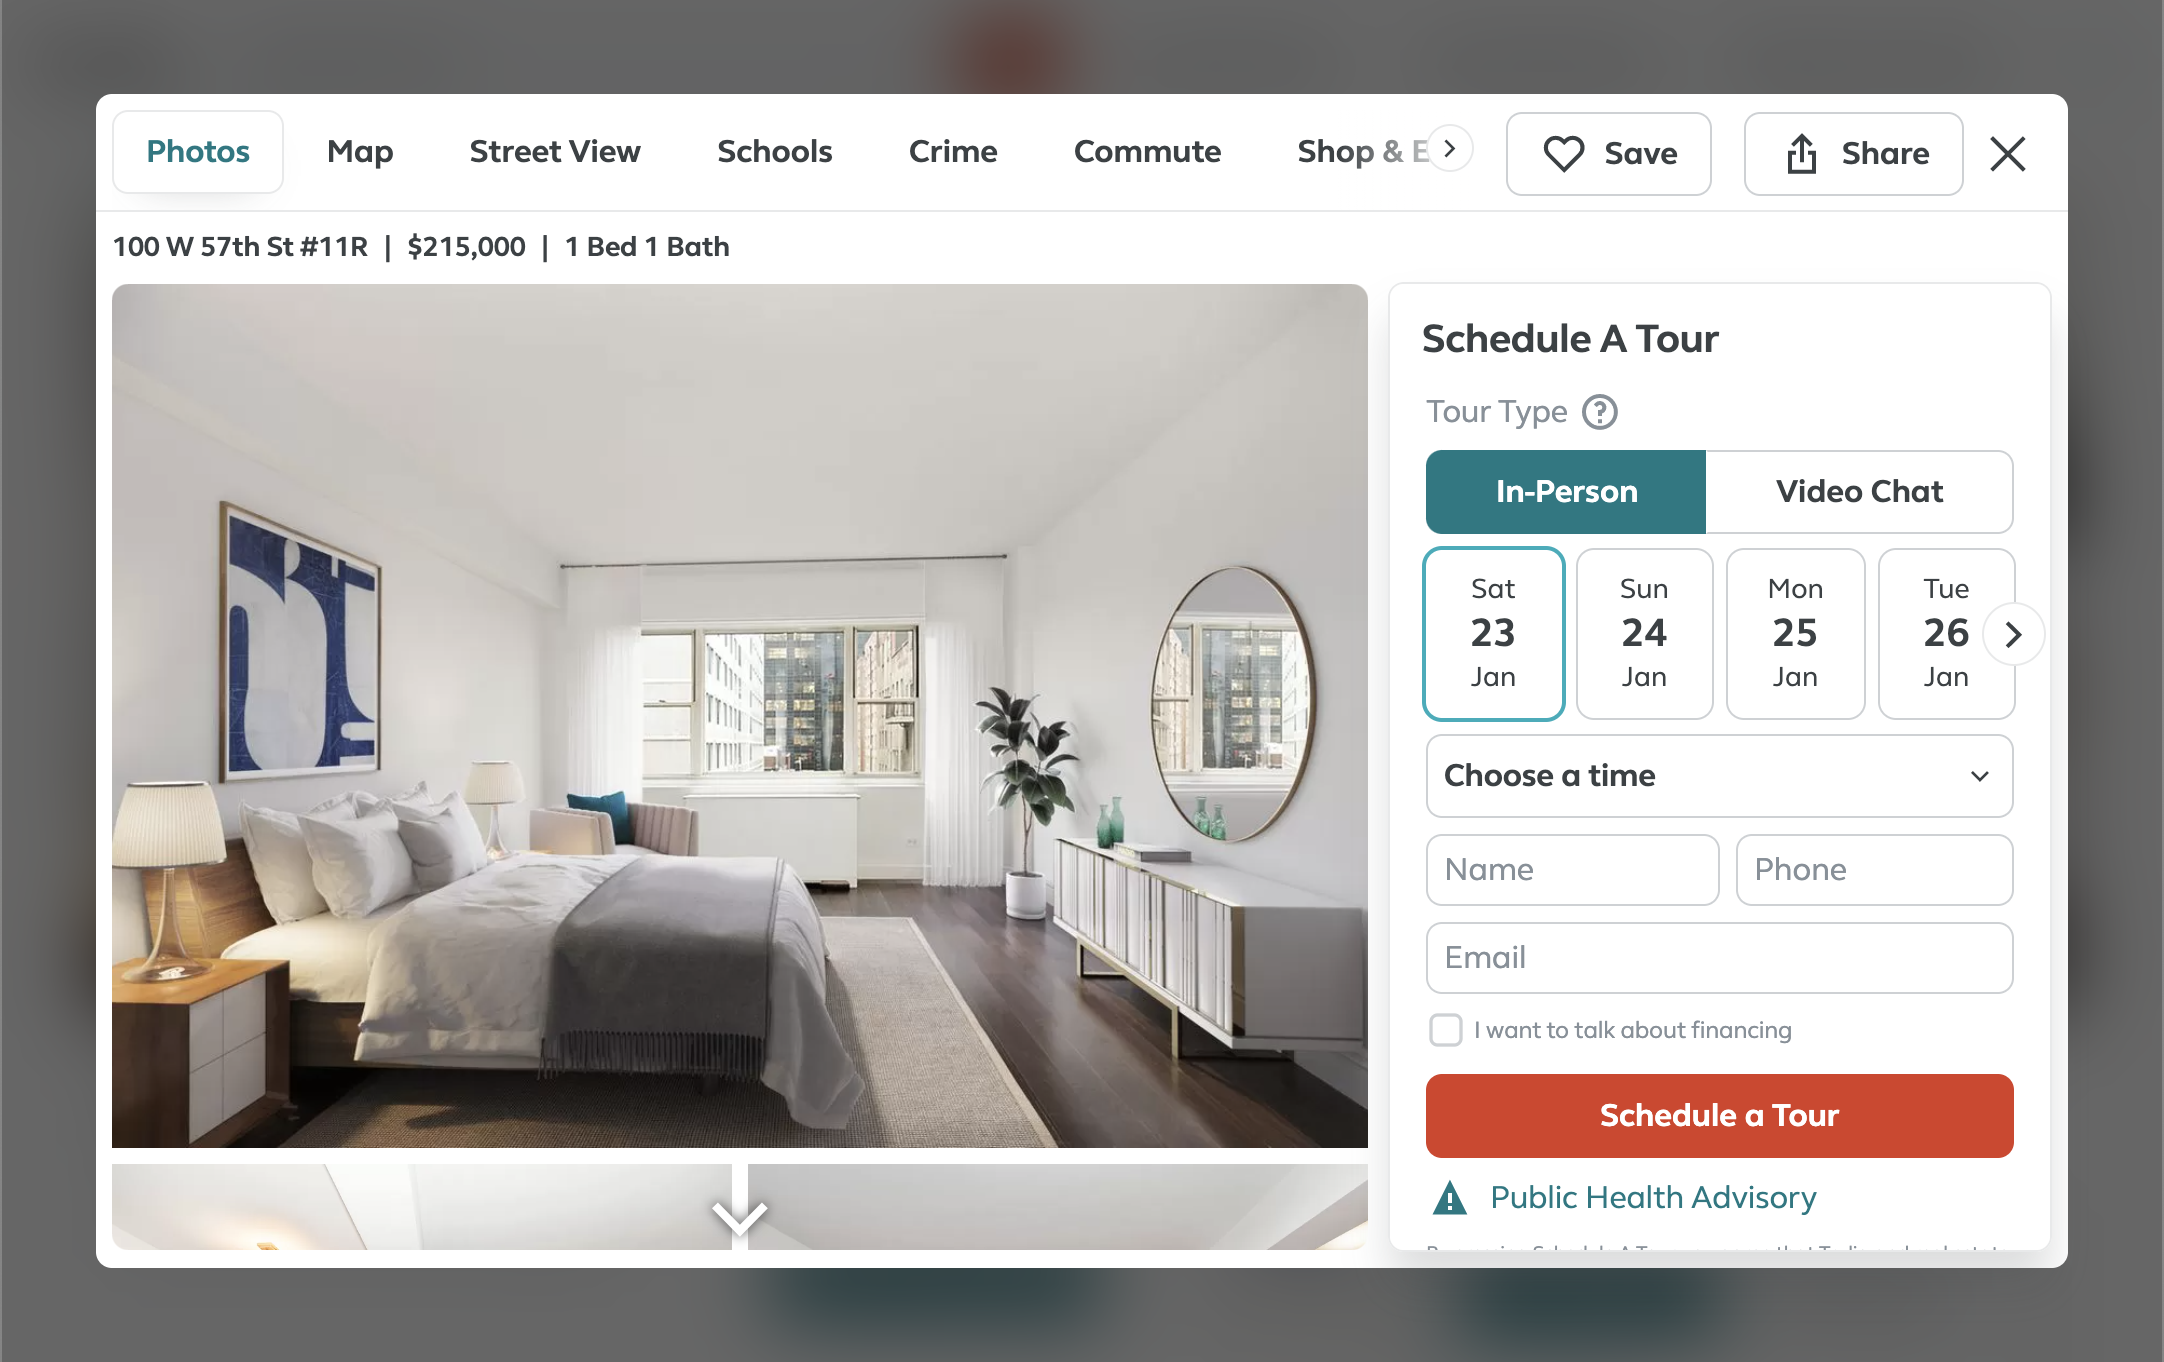 Photos Map Street View Schools Crime Commute Shop & E Save Share
100 W 57th St #11R | $215,000 | 1 Bed 1 Bath
Schedule A Tour
Tour Type ?
In-Person Video Chat
Sat Sun Mon Tue
23 24 25 26
Jan Jan Jan Jan
Choose a time
Name Phone
Email
I want to talk about financing
Schedule a Tour
Public Health Advisory